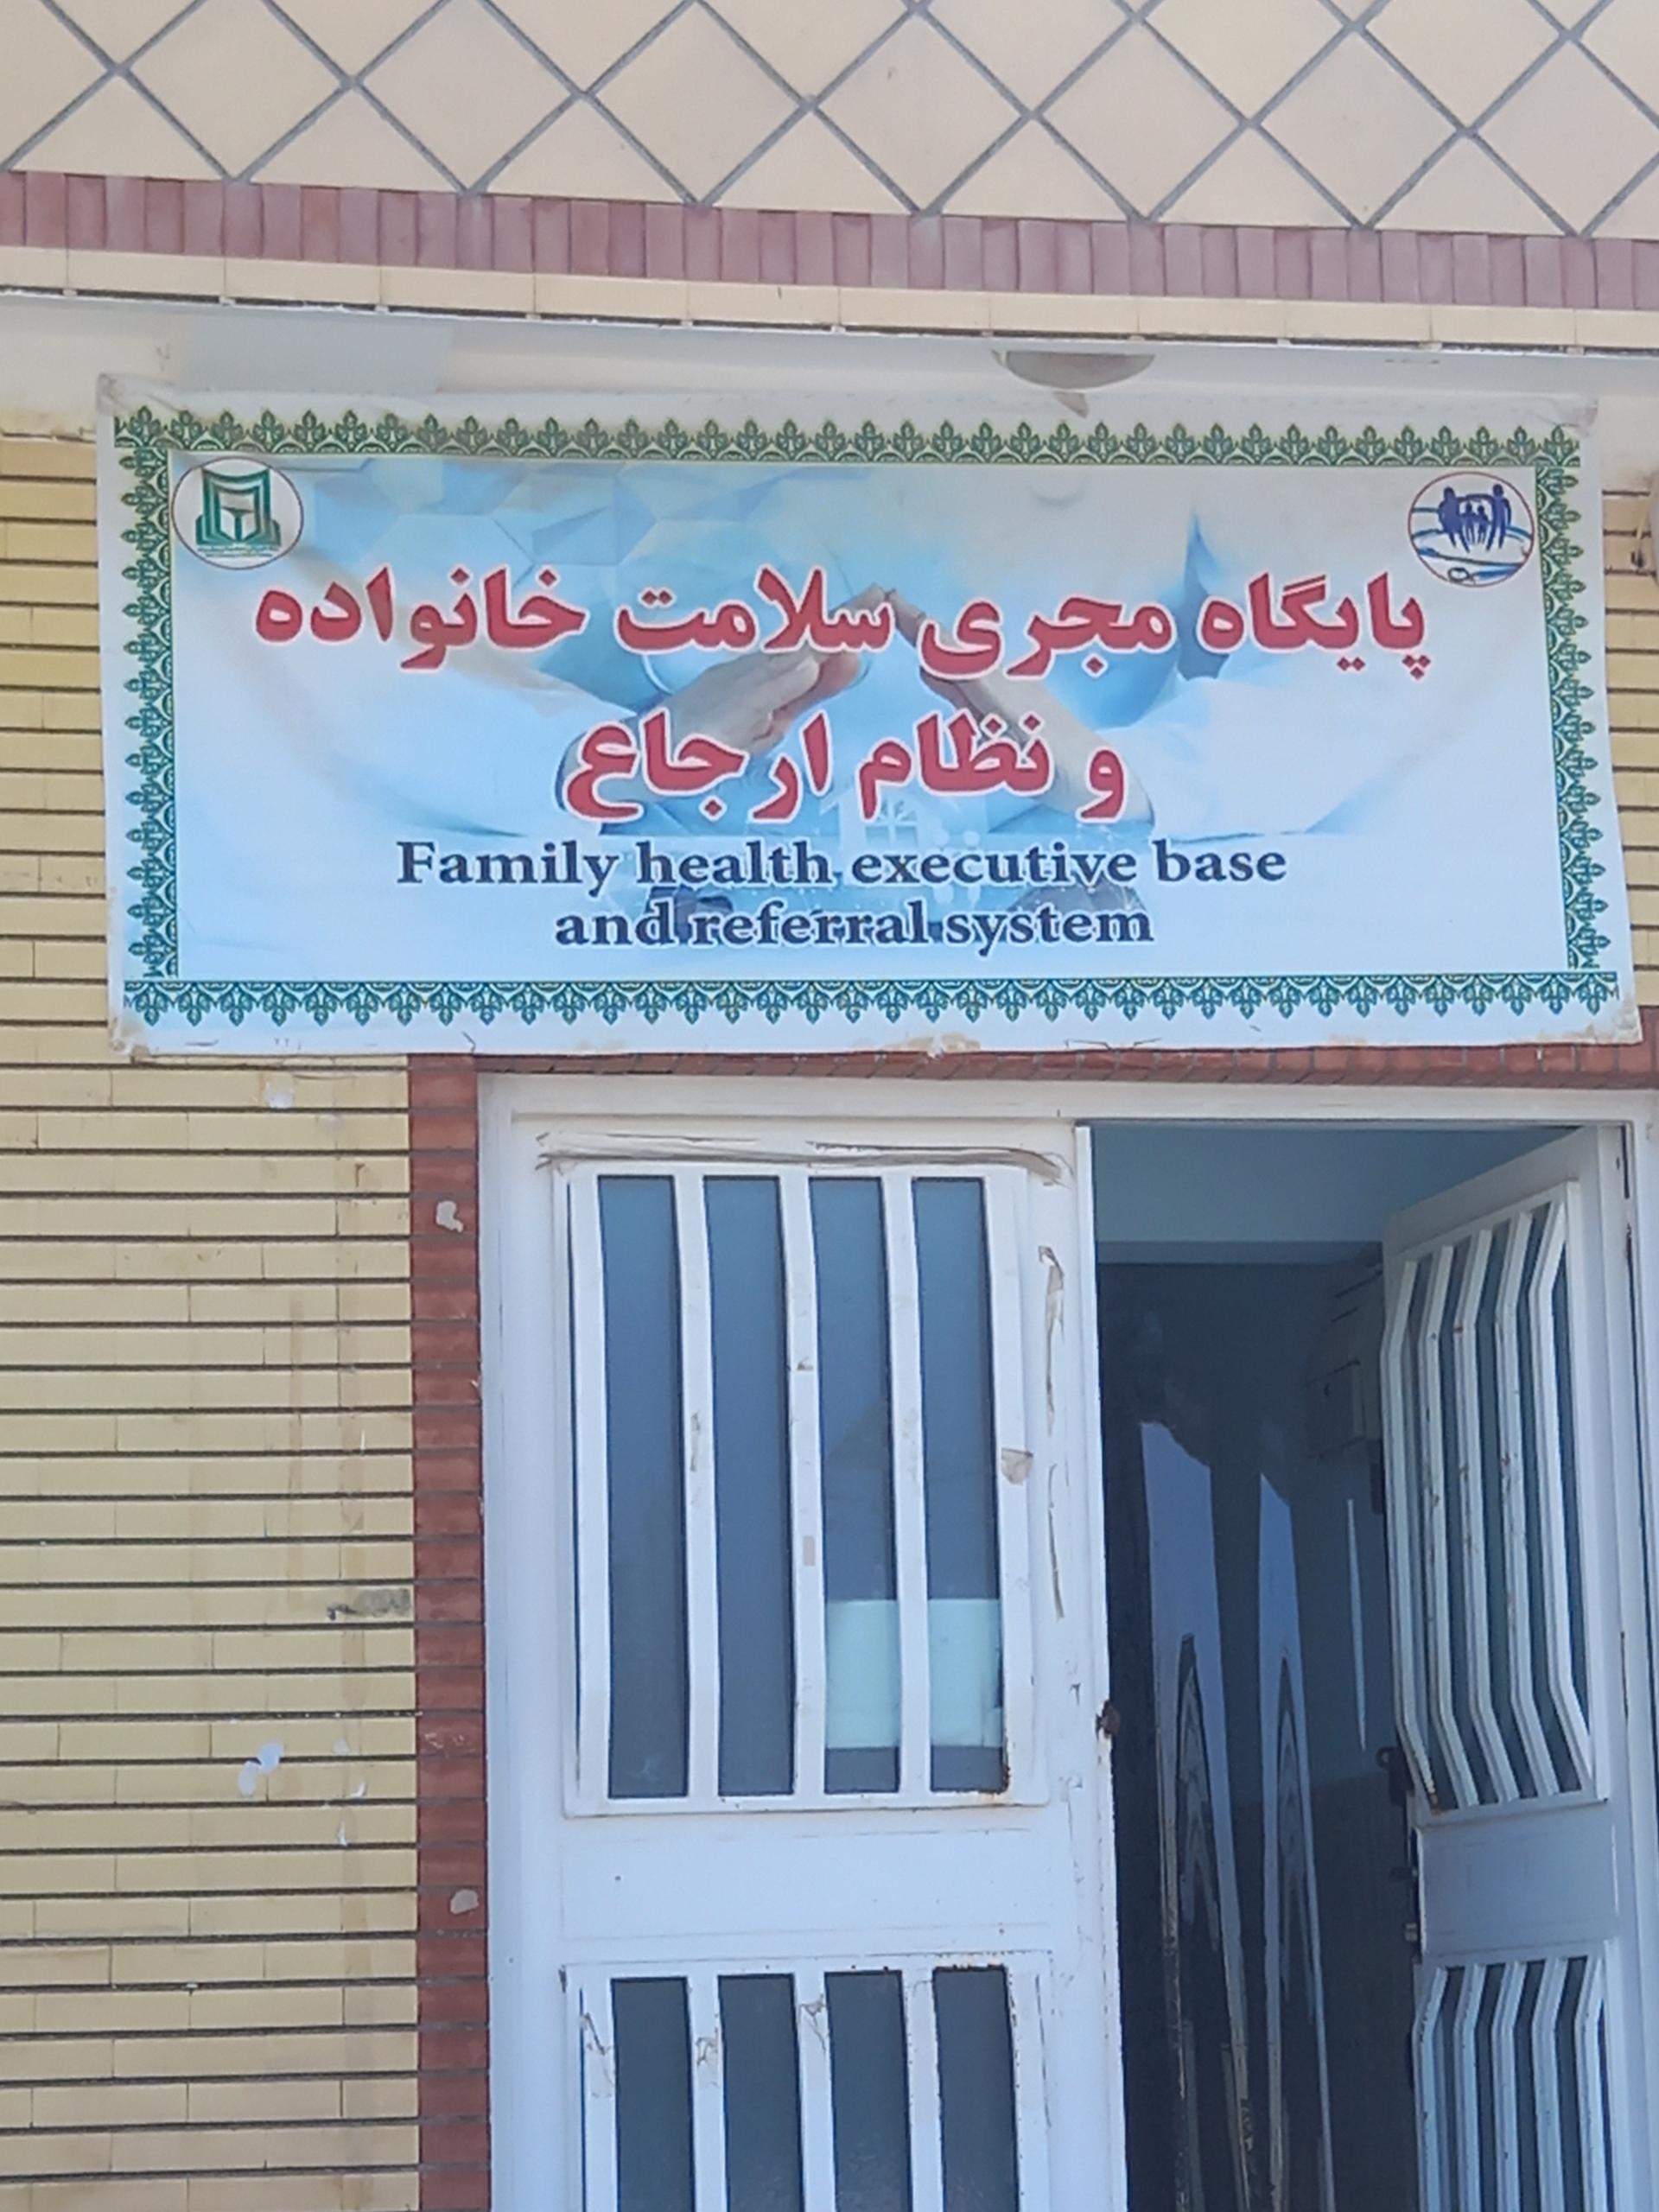 پایگاه مجری سلامت خانواده
و نظام ارجاع
Family health executive base
and referral system